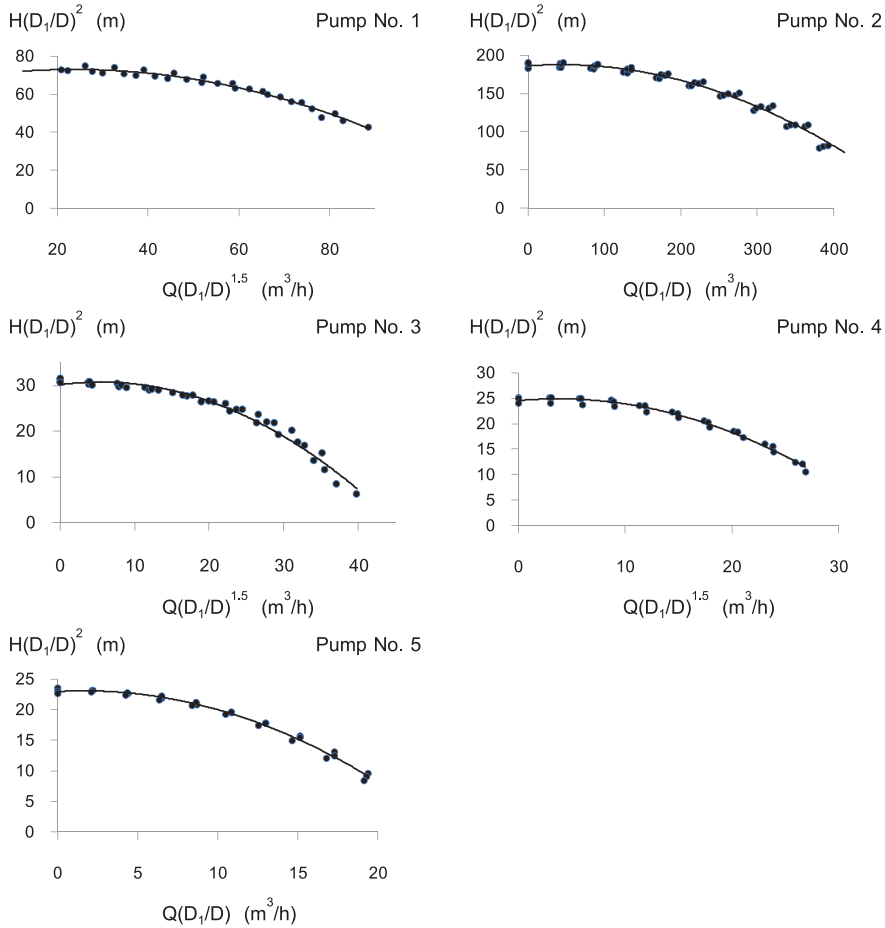 H(D₁/D)² (m) Pump No. 1
80
60
40
20
0
20 40 60 80
Q(D₁/D)¹·⁵ (m³/h)
H(D₁/D)² (m) Pump No. 2
200
150
100
50
0
0 100 200 300 400
Q(D₁/D) (m³/h)
H(D₁/D)² (m) Pump No. 3
30
20
10
0
0 10 20 30 40
Q(D₁/D)¹·⁵ (m³/h)
H(D₁/D)² (m) Pump No. 4
30
25
20
15
10
5
0
0 10 20 30
Q(D₁/D)¹·⁵ (m³/h)
H(D₁/D)² (m) Pump No. 5
25
20
15
10
5
0
0 5 10 15 20
Q(D₁/D) (m³/h)